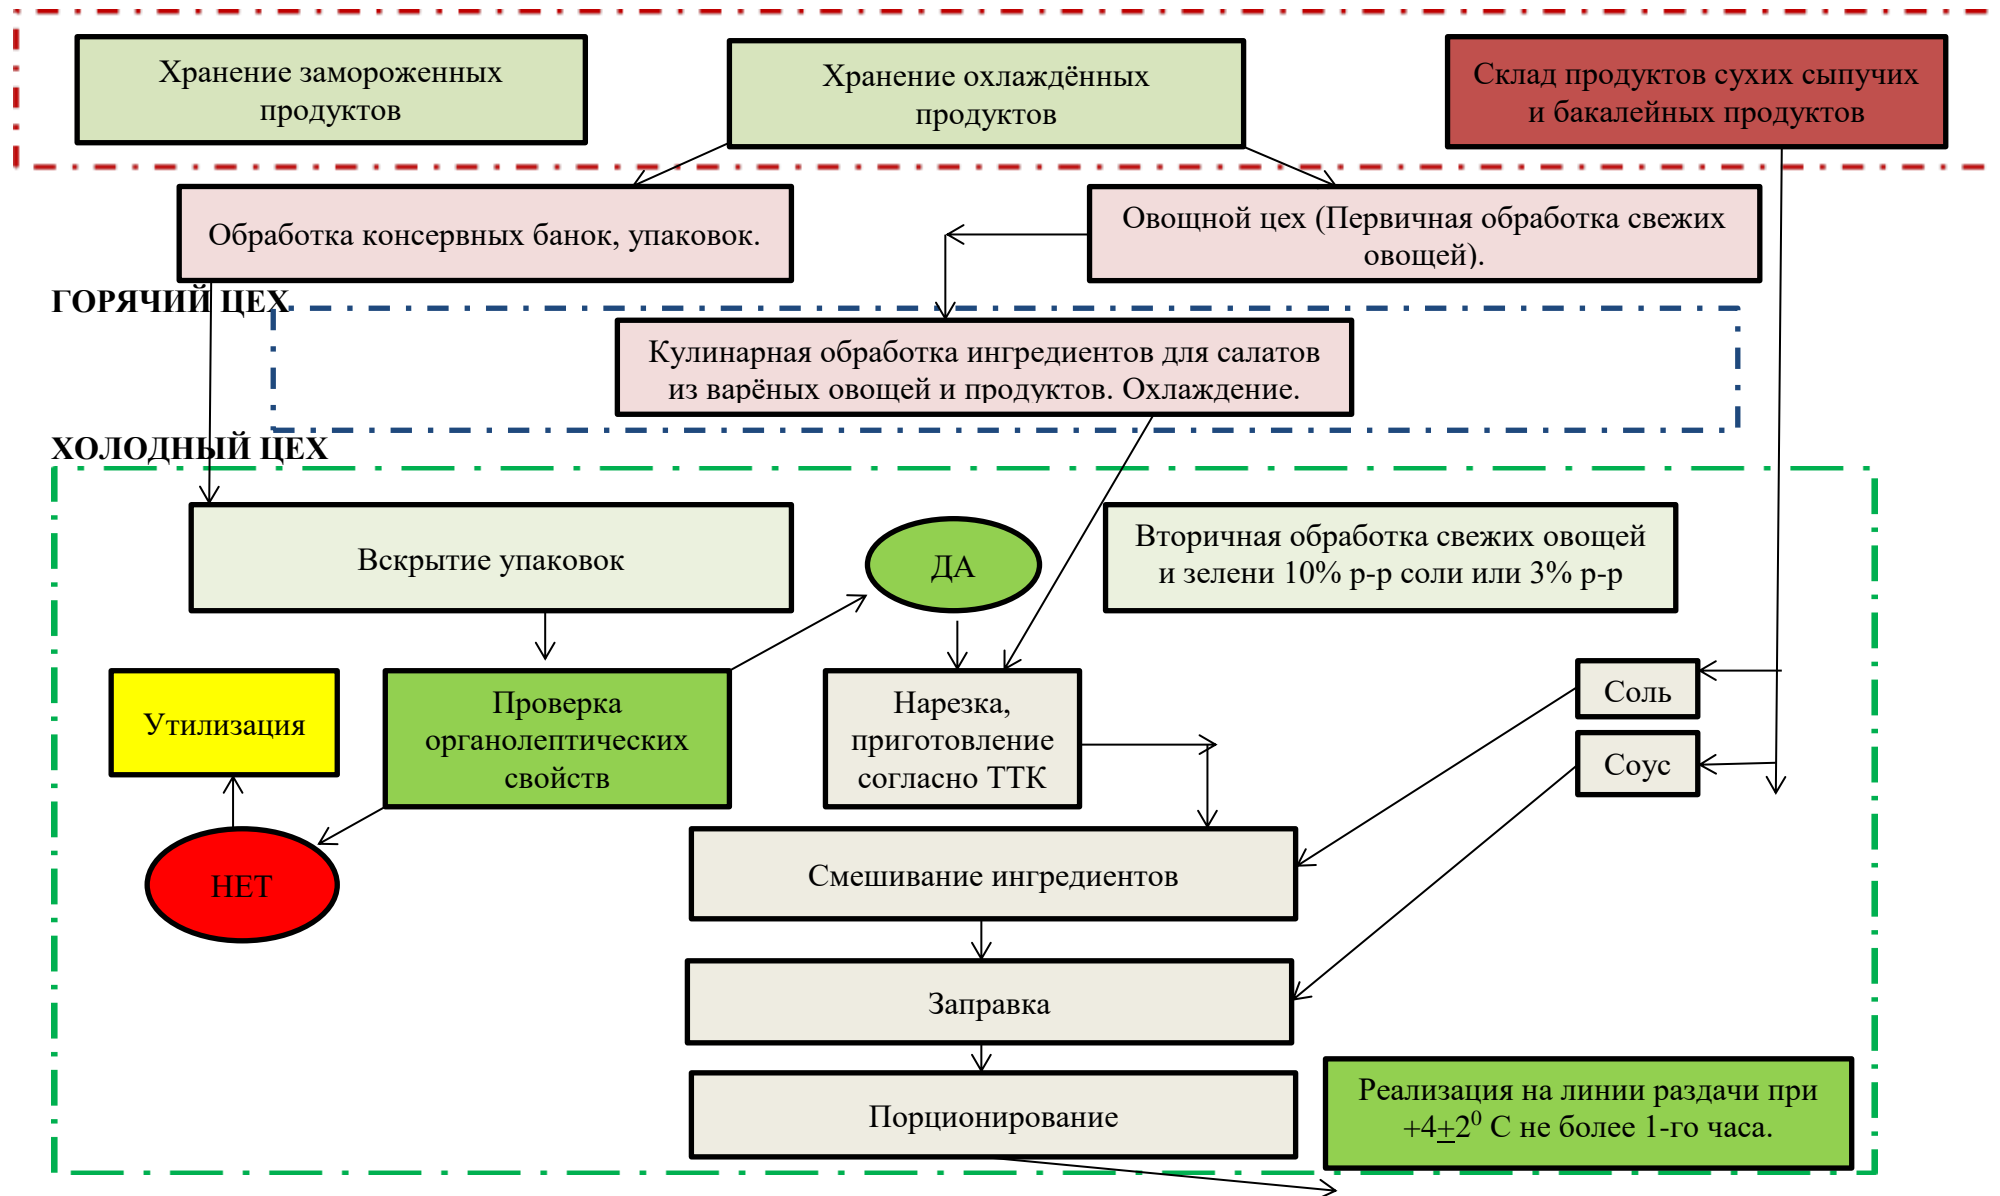 Хранение замороженных
продуктов
Хранение охлаждённых
продуктов
Склад продуктов сухих сыпучих
и бакалейных продуктов
Обработка консервных банок, упаковок.
Овощной цех (Первичная обработка свежих
овощей).
ГОРЯЧИЙ ЦЕХ
Кулинарная обработка ингредиентов для салатов
из варёных овощей и продуктов. Охлаждение.
ХОЛОДНЫЙ ЦЕХ
Вскрытие упаковок
ДА
Вторичная обработка свежих овощей
и зелени 10% р-р соли или 3% р-р
Утилизация
Проверка
органолептических
свойств
Нарезка,
приготовление
согласно ТТК
Соль
Соус
НЕТ
Смешивание ингредиентов
Заправка
Порционирование
Реализация на линии раздачи при
+4±2⁰ С не более 1-го часа.